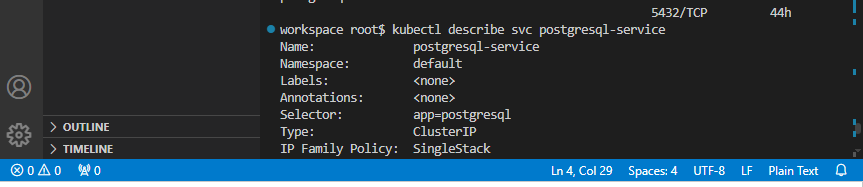 5432/TCP 44h
workspace root$ kubectl describe svc postgresql-service
Name: postgresql-service
Namespace: default
Labels: <none>
Annotations: <none>
Selector: app=postgresql
Type: ClusterIP
IP Family Policy: SingleStack
OUTLINE
TIMELINE
0 0 0 Ln 4, Col 29 Spaces: 4 UTF-8 LF Plain Text